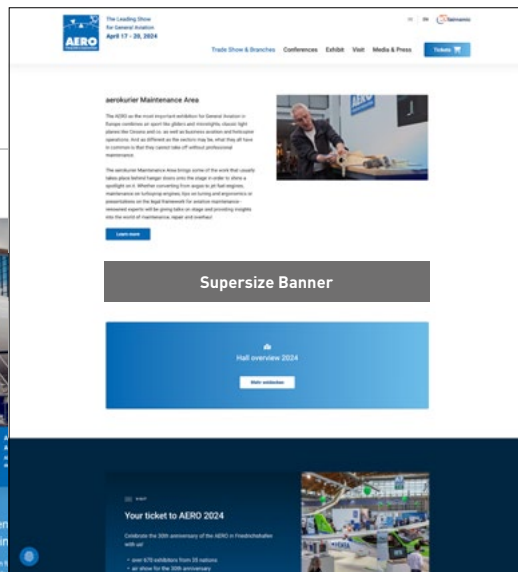 AERO
The Leading Show
for General Aviation
April 17 - 20, 2024
DE EN
Trade Show & Branches Conferences Exhibit Visit Media & Press Tickets
aerokurier Maintenance Area
The AERO as the most important exhibition for General Aviation in
Europe combines air sport like gliders and microlights, classic light
planes like Cessna and co. as well as business aviation and helicopter
operations. And as different as the sectors may be, what they all have
in common is that they cannot take off without professional
maintenance.
The aerokurier Maintenance Area brings some of the work that usually
takes place behind hangar doors onto the stage in order to shine a
spotlight on it. Whether converting from avgas to jet fuel engines,
maintenance on turboprop engines, tips on tuning and ergonomics or
presentations on the legal framework for aviation maintenance -
renowned experts will be giving talks on stage and providing insights
into the world of maintenance, repair and overhaul.
Learn more
Supersize Banner
Hall overview 2024
Mehr entdecken
VISIT
Your ticket to AERO 2024
Celebrate the 30th anniversary of the AERO in Friedrichshafen
with us!
• over 670 exhibitors from 35 nations
• air show for the 30th anniversary